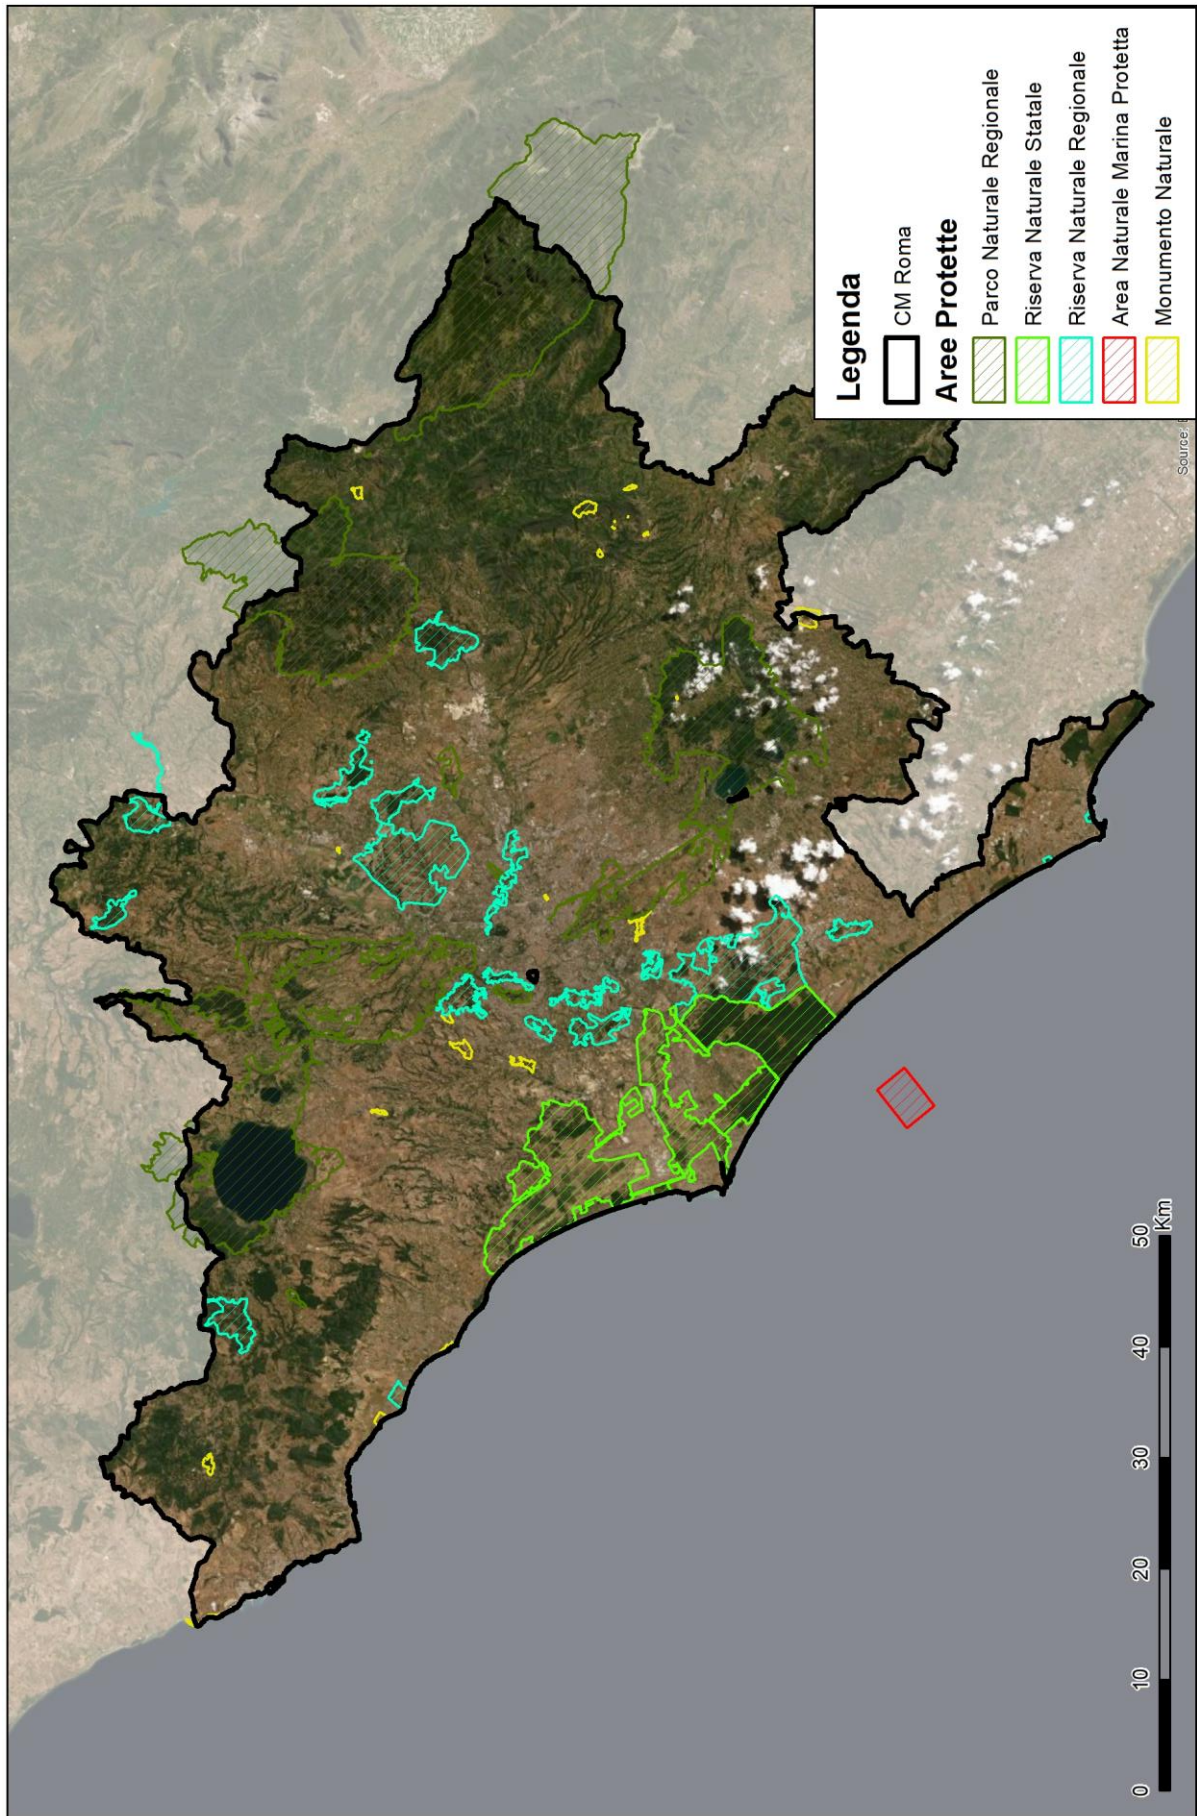 Legenda
CM Roma
Aree Protette
Parco Naturale Regionale
Riserva Naturale Statale
Riserva Naturale Regionale
Area Naturale Marina Protetta
Monumento Naturale
Source:
0 10 20 30 40 50
Km